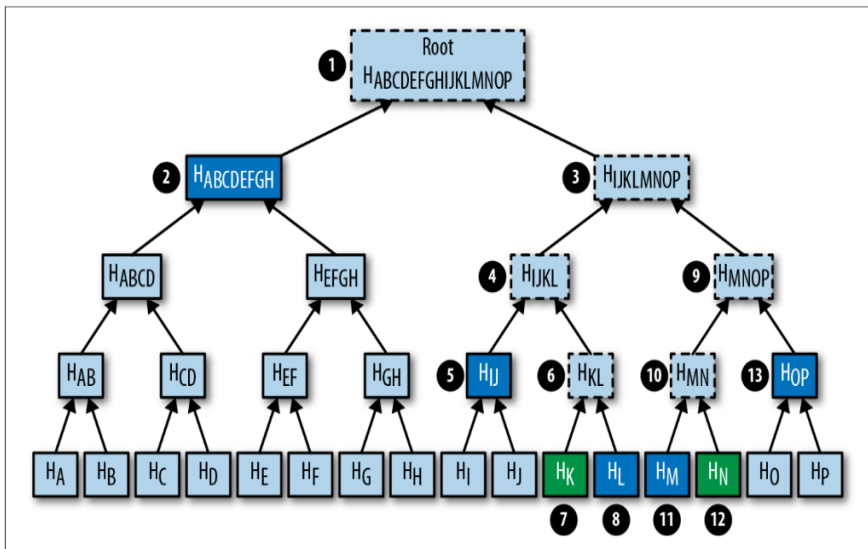 Root
1 HABCDEFGHIJKLMNOP
2 HABCDEFGH 3 HIJKLMNOP
HABCD HEFGH 4 HIJKL 9 HMNOP
HAB HCD HEF HGH 5 HIJ 6 HKL 10 HMN 13 HOP
HA HB HC HD HE HF HG HH HI HJ HK HL HM HN HO HP
7 8 11 12